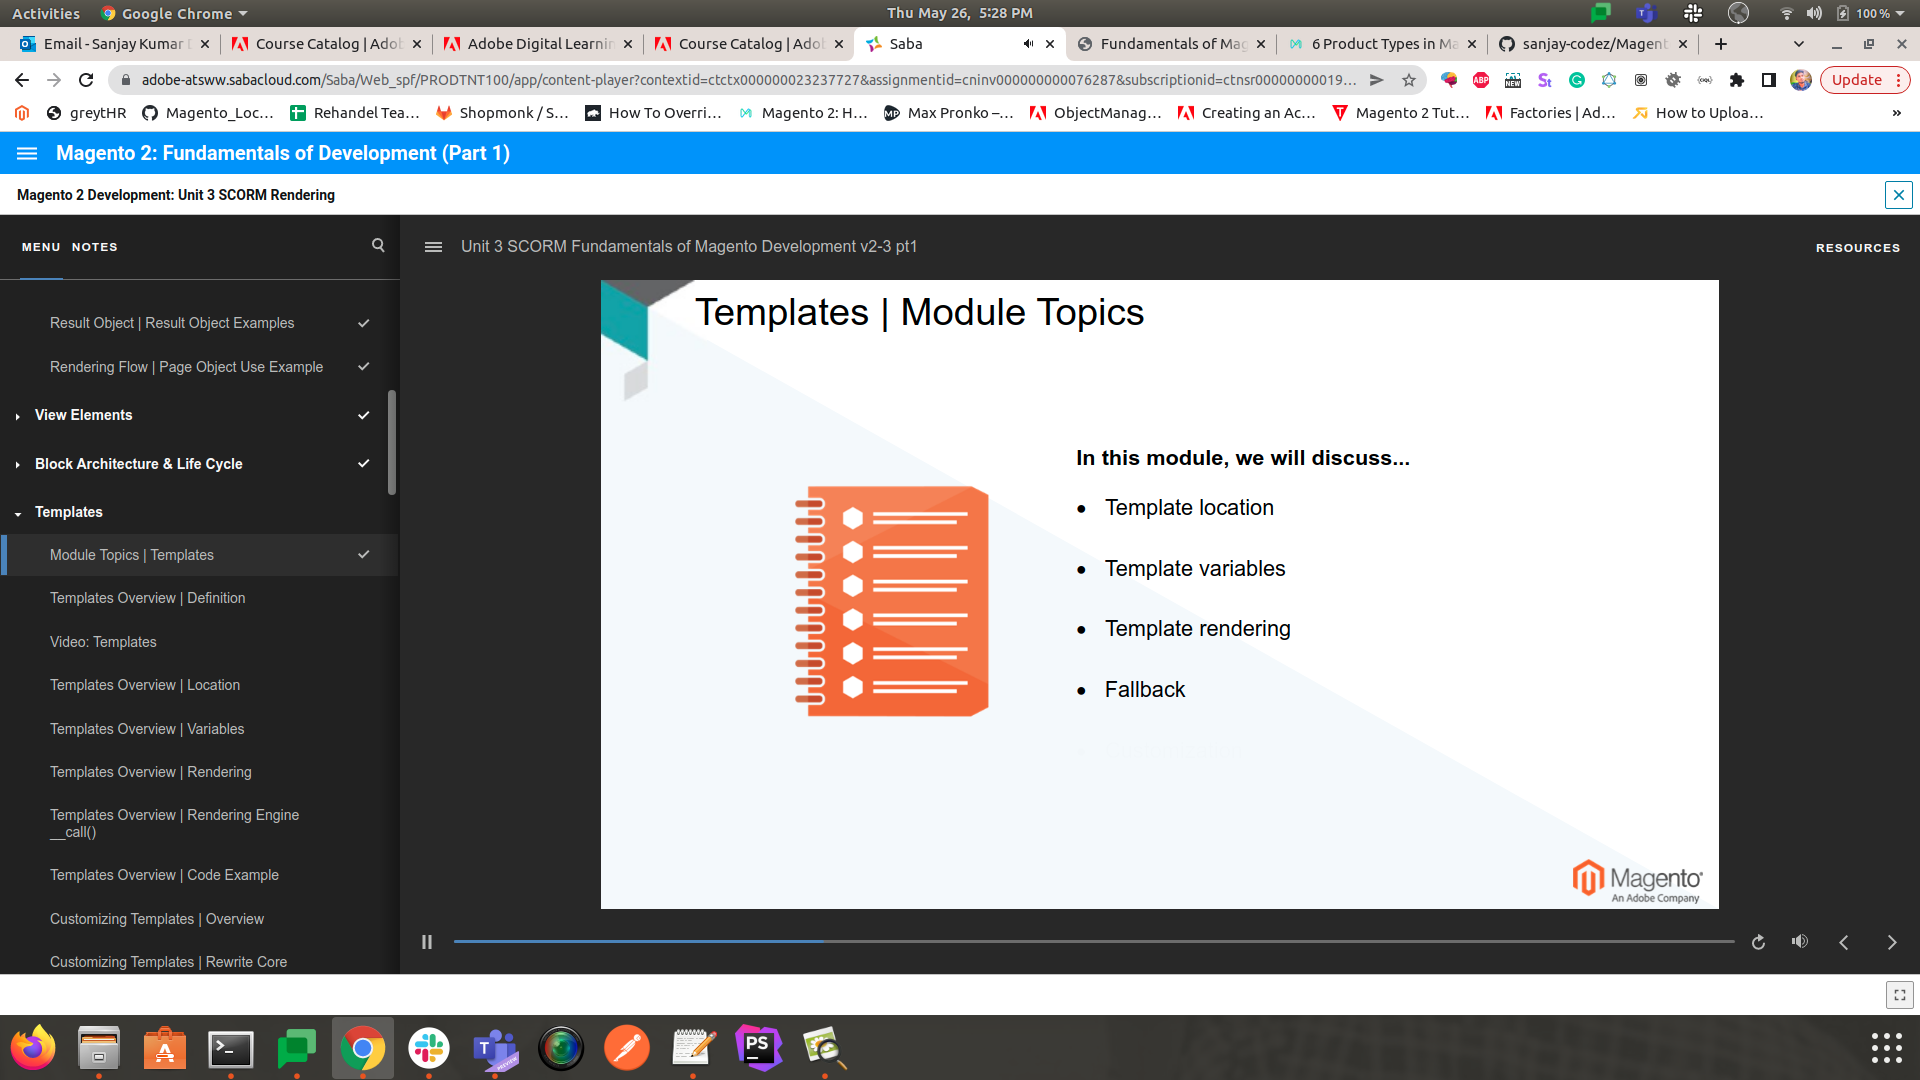 Activities
Google Chrome
Thu May 26, 5:28 PM
100 %
Email - Sanjay Kumar
Course Catalog | Adob
Adobe Digital Learnin
Course Catalog | Adob
Saba
Fundamentals of Mag
6 Product Types in Ma
sanjay-codez/Magent
adobe-atsww.sabacloud.com/Saba/Web_spf/PRODTNT100/app/content-player?contextid=ctctx000000023237727&assignmentid=cninv000000000076287&subscriptionid=ctnsr00000000019...
ABP
NEW
St
Update
greytHR
Magento_Loc...
Rehandel Tea...
Shopmonk / S...
How To Overri...
Magento 2: H...
Max Pronko –...
ObjectManag...
Creating an Ac...
Magento 2 Tut...
Factories | Ad...
How to Uploa...
»
Magento 2: Fundamentals of Development (Part 1)
Magento 2 Development: Unit 3 SCORM Rendering
MENU NOTES
Unit 3 SCORM Fundamentals of Magento Development v2-3 pt1
RESOURCES
Result Object | Result Object Examples
Rendering Flow | Page Object Use Example
View Elements
Block Architecture & Life Cycle
Templates
Module Topics | Templates
Templates Overview | Definition
Video: Templates
Templates Overview | Location
Templates Overview | Variables
Templates Overview | Rendering
Templates Overview | Rendering Engine
__call()
Templates Overview | Code Example
Customizing Templates | Overview
Customizing Templates | Rewrite Core
Templates | Module Topics
In this module, we will discuss...
• Template location
• Template variables
• Template rendering
• Fallback
Magento
An Adobe Company
PS